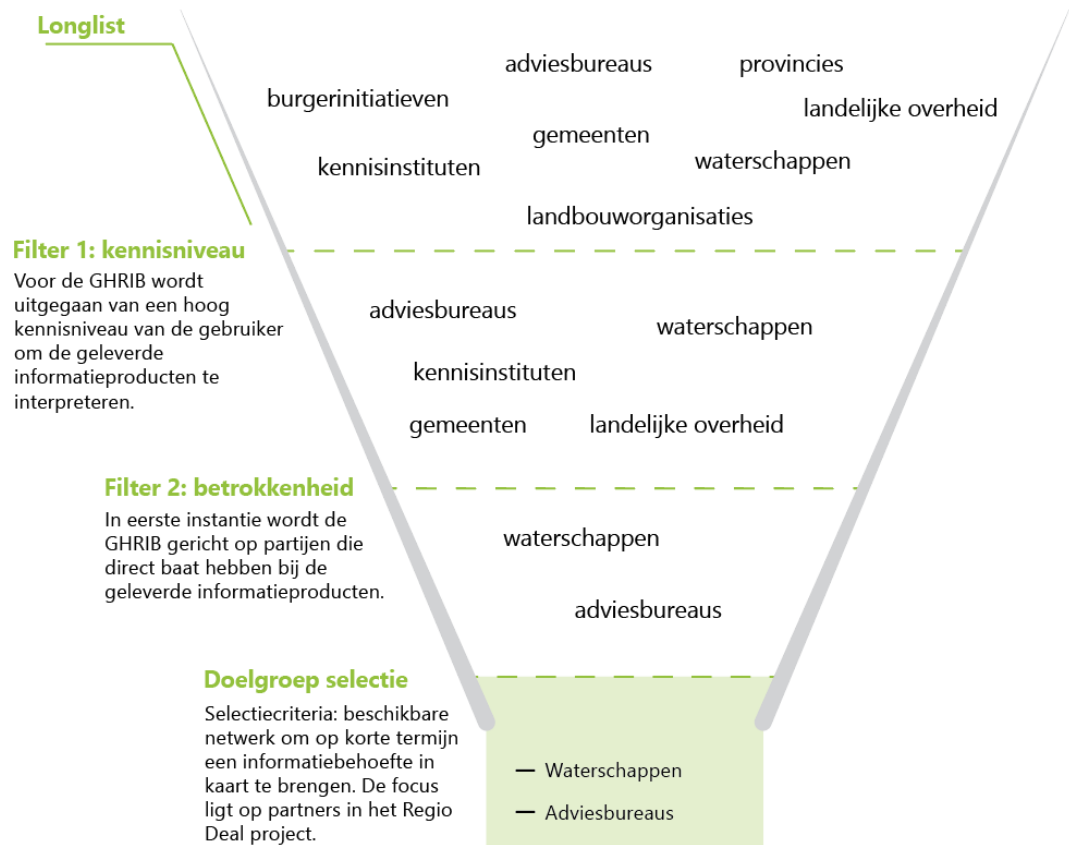 Longlist
adviesbureaus
provincies
burgerinitiatieven
landelijke overheid
gemeenten
kennisinstituten
waterschappen
landbouworganisaties
Filter 1: kennisniveau
Voor de GHRIB wordt
uitgegaan van een hoog
kennisniveau van de gebruiker
om de geleverde
informatieproducten te
interpreteren.
adviesbureaus
waterschappen
kennisinstituten
gemeenten
landelijke overheid
Filter 2: betrokkenheid
In eerste instantie wordt de
GHRIB gericht op partijen die
direct baat hebben bij de
geleverde informatieproducten.
waterschappen
adviesbureaus
Doelgroep selectie
Selectiecriteria: beschikbare
netwerk om op korte termijn
een informatiebehoefte in
kaart te brengen. De focus
ligt op partners in het Regio
Deal project.
— Waterschappen
— Adviesbureaus